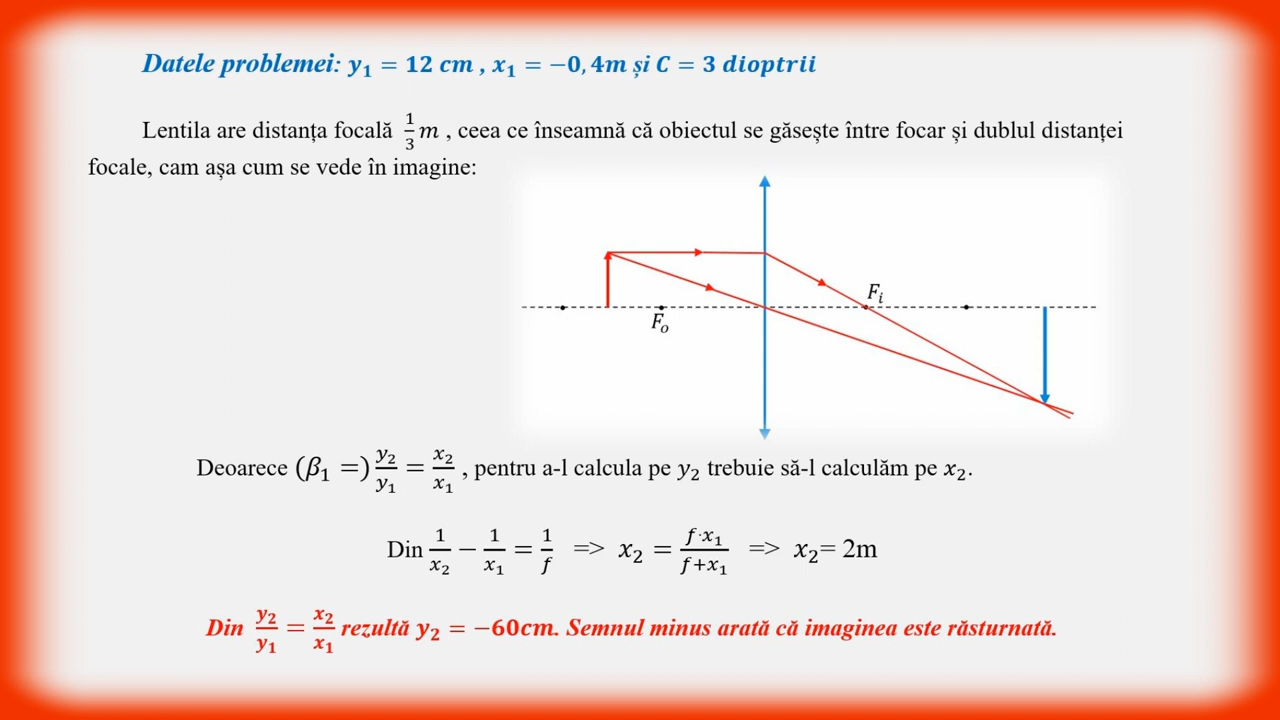 Datele problemei: y₁ = 12 cm , x₁ = −0,4m și C = 3 dioptrii
Lentila are distanța focală 1/3 m , ceea ce înseamnă că obiectul se găsește între focar și dublul distanței
focale, cam așa cum se vede în imagine:
Fᵢ
Fₒ
Deoarece (β₁ =) y₂/y₁ = x₂/x₁ , pentru a-l calcula pe y₂ trebuie să-l calculăm pe x₂.
Din 1/x₂ − 1/x₁ = 1/f => x₂ = f·x₁/f+x₁ => x₂= 2m
Din y₂/y₁ = x₂/x₁ rezultă y₂ = −60cm. Semnul minus arată că imaginea este răsturnată.